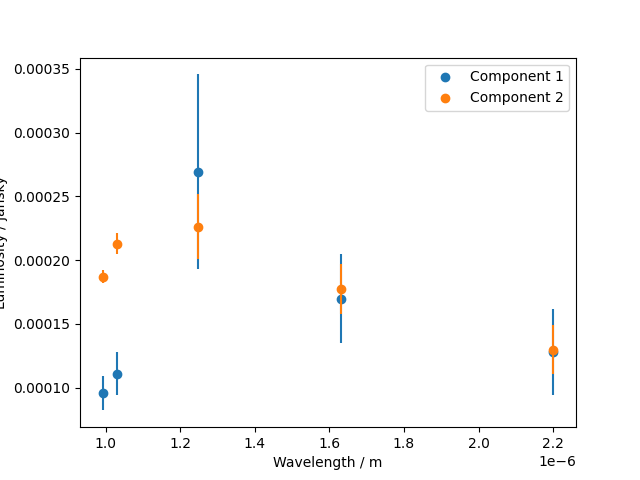 0.00035
0.00030
0.00025
0.00020
0.00015
0.00010
Luminosity / Jansky
1.0 1.2 1.4 1.6 1.8 2.0 2.2
1e−6
Wavelength / m
Component 1
Component 2